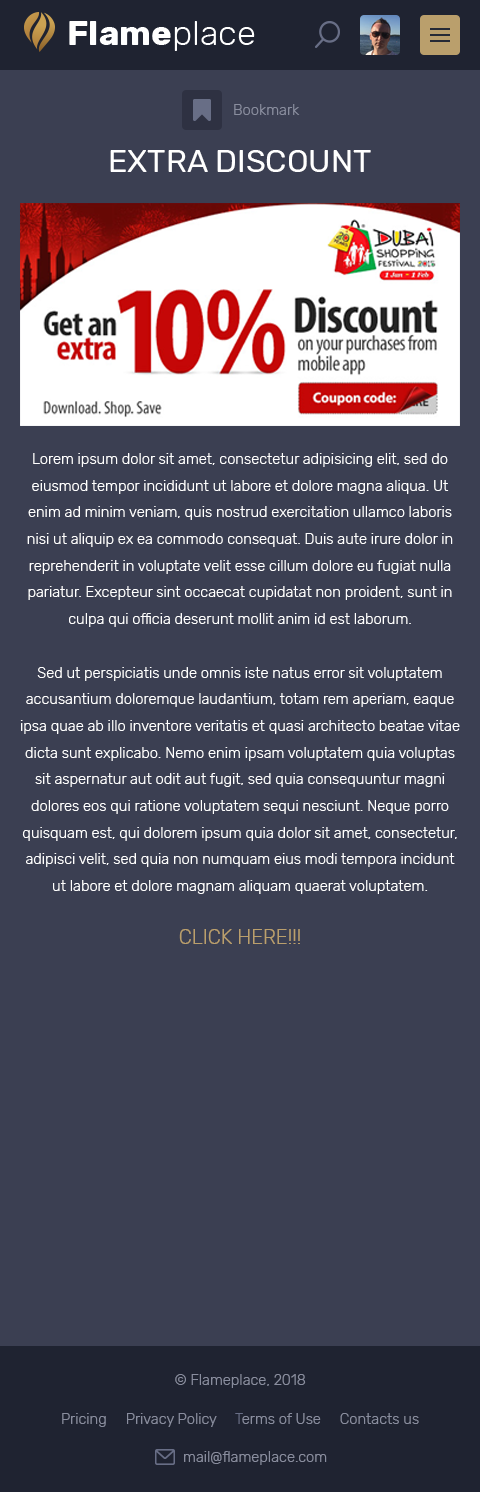 Flameplace
Bookmark
EXTRA DISCOUNT
DUBAI
SHOPPING
FESTIVAL 2015
1 Jan - 1 Feb
Get an
extra
10%
Discount
on your purchases from
mobile app
Coupon code:
Download. Shop. Save
Lorem ipsum dolor sit amet, consectetur adipisicing elit, sed do
eiusmod tempor incididunt ut labore et dolore magna aliqua. Ut
enim ad minim veniam, quis nostrud exercitation ullamco laboris
nisi ut aliquip ex ea commodo consequat. Duis aute irure dolor in
reprehenderit in voluptate velit esse cillum dolore eu fugiat nulla
pariatur. Excepteur sint occaecat cupidatat non proident, sunt in
culpa qui officia deserunt mollit anim id est laborum.
Sed ut perspiciatis unde omnis iste natus error sit voluptatem
accusantium doloremque laudantium, totam rem aperiam, eaque
ipsa quae ab illo inventore veritatis et quasi architecto beatae vitae
dicta sunt explicabo. Nemo enim ipsam voluptatem quia voluptas
sit aspernatur aut odit aut fugit, sed quia consequuntur magni
dolores eos qui ratione voluptatem sequi nesciunt. Neque porro
quisquam est, qui dolorem ipsum quia dolor sit amet, consectetur,
adipisci velit, sed quia non numquam eius modi tempora incidunt
ut labore et dolore magnam aliquam quaerat voluptatem.
CLICK HERE!!!
© Flameplace, 2018
Pricing Privacy Policy Terms of Use Contacts us
mail@flameplace.com